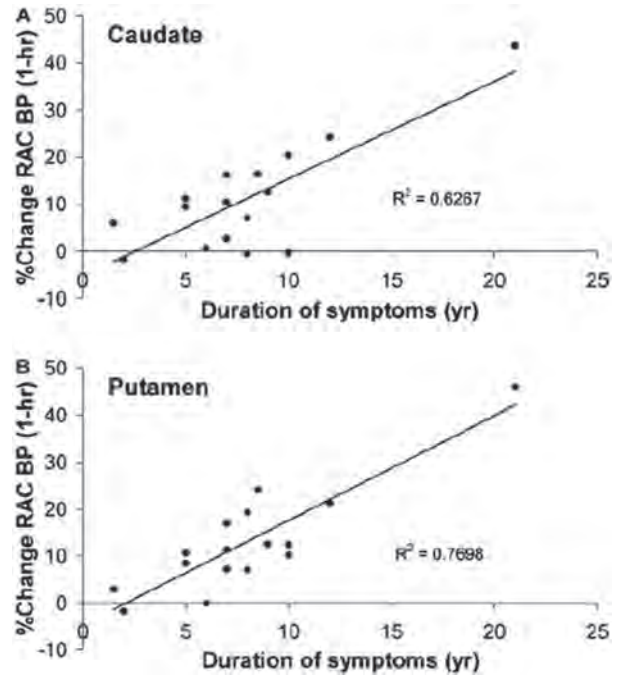 A
Caudate
%Change RAC BP (1-hr)
50
40
30
20
10
0
-10
0 5 10 15 20 25
R² = 0.6267
Duration of symptoms (yr)
B
Putamen
%Change RAC BP (1-hr)
50
40
30
20
10
0
-10
0 5 10 15 20 25
R² = 0.7698
Duration of symptoms (yr)